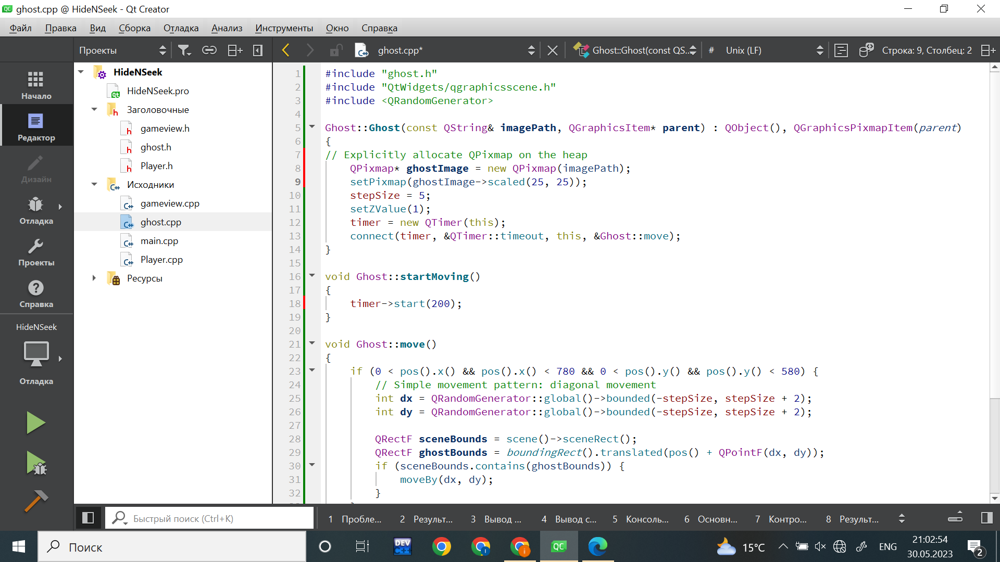 ghost.cpp @ HideNSeek - Qt Creator
Файл Правка Вид Сборка Отладка Анализ Инструменты Окно Справка
Проекты
ghost.cpp*
Ghost::Ghost(const QS...
#
Unix (LF)
Строка: 9, Столбец: 2
Начало
Редактор
Дизайн
Отладка
Проекты
Справка
HideNSeek
Отладка
HideNSeek
HideNSeek.pro
Заголовочные
gameview.h
ghost.h
Player.h
Исходники
gameview.cpp
ghost.cpp
main.cpp
Player.cpp
Ресурсы
1 #include "ghost.h"
2 #include "QtWidgets/qgraphicsscene.h"
3 #include <QRandomGenerator>
4
5 Ghost::Ghost(const QString& imagePath, QGraphicsItem* parent) : QObject(), QGraphicsPixmapItem(parent)
6 {
7 // Explicitly allocate QPixmap on the heap
8 QPixmap* ghostImage = new QPixmap(imagePath);
9 setPixmap(ghostImage->scaled(25, 25));
10 stepSize = 5;
11 setZValue(1);
12 timer = new QTimer(this);
13 connect(timer, &QTimer::timeout, this, &Ghost::move);
14 }
15
16 void Ghost::startMoving()
17 {
18 timer->start(200);
19 }
20
21 void Ghost::move()
22 {
23 if (0 < pos().x() && pos().x() < 780 && 0 < pos().y() && pos().y() < 580) {
24 // Simple movement pattern: diagonal movement
25 int dx = QRandomGenerator::global()->bounded(-stepSize, stepSize + 2);
26 int dy = QRandomGenerator::global()->bounded(-stepSize, stepSize + 2);
27
28 QRectF sceneBounds = scene()->sceneRect();
29 QRectF ghostBounds = boundingRect().translated(pos() + QPointF(dx, dy));
30 if (sceneBounds.contains(ghostBounds)) {
31 moveBy(dx, dy);
32 }
Быстрый поиск (Ctrl+K)
1 Пробле... 2 Результ... 3 Вывод ... 4 Вывод с... 5 Консоль... 6 Основн... 7 Контро... 8 Результ...
Поиск
DEV C++
QC
15°C
ENG
21:02:54
30.05.2023
2